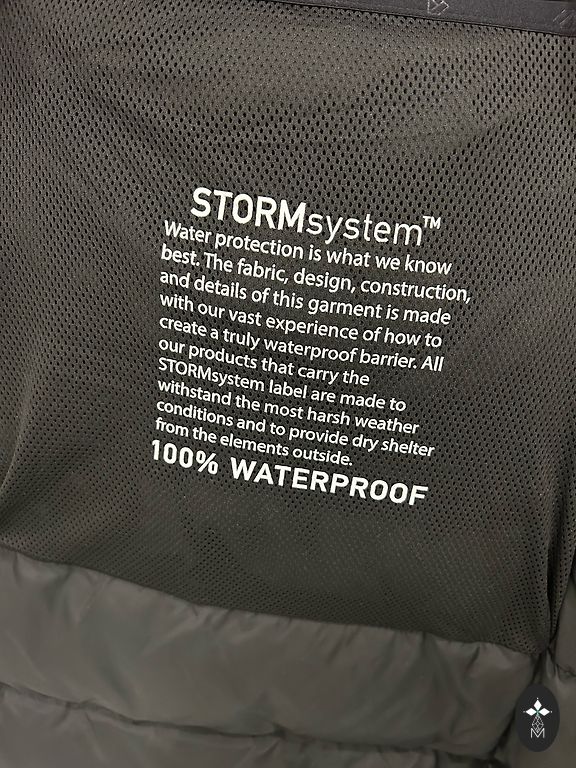 STORMsystem™
Water protection is what we know
best. The fabric, design, construction,
and details of this garment is made
with our vast experience of how to
create a truly waterproof barrier. All
our products that carry the
STORMsystem label are made to
withstand the most harsh weather
conditions and to provide dry shelter
from the elements outside.
100% WATERPROOF